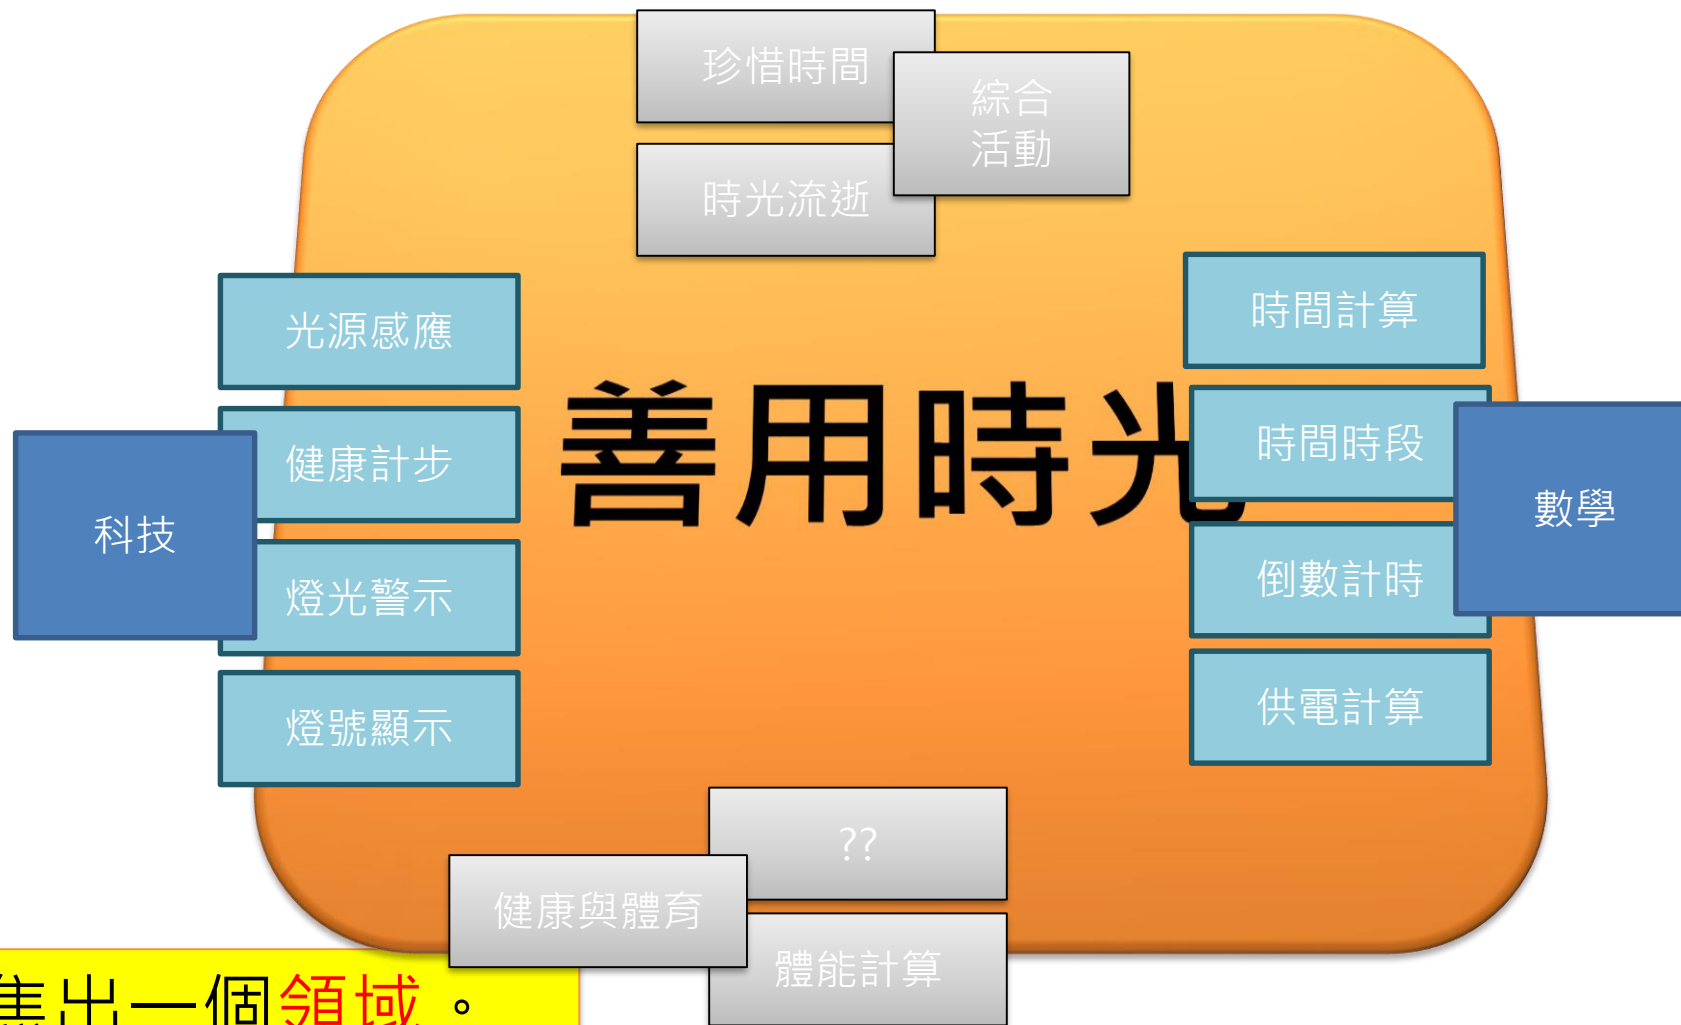 珍惜時間
綜合
活動
時光流逝
光源感應
健康計步
燈光警示
燈號顯示
科技
善用時光
時間計算
時間時段
倒數計時
供電計算
數學
??
健康與體育
體能計算
焦出一個領域。